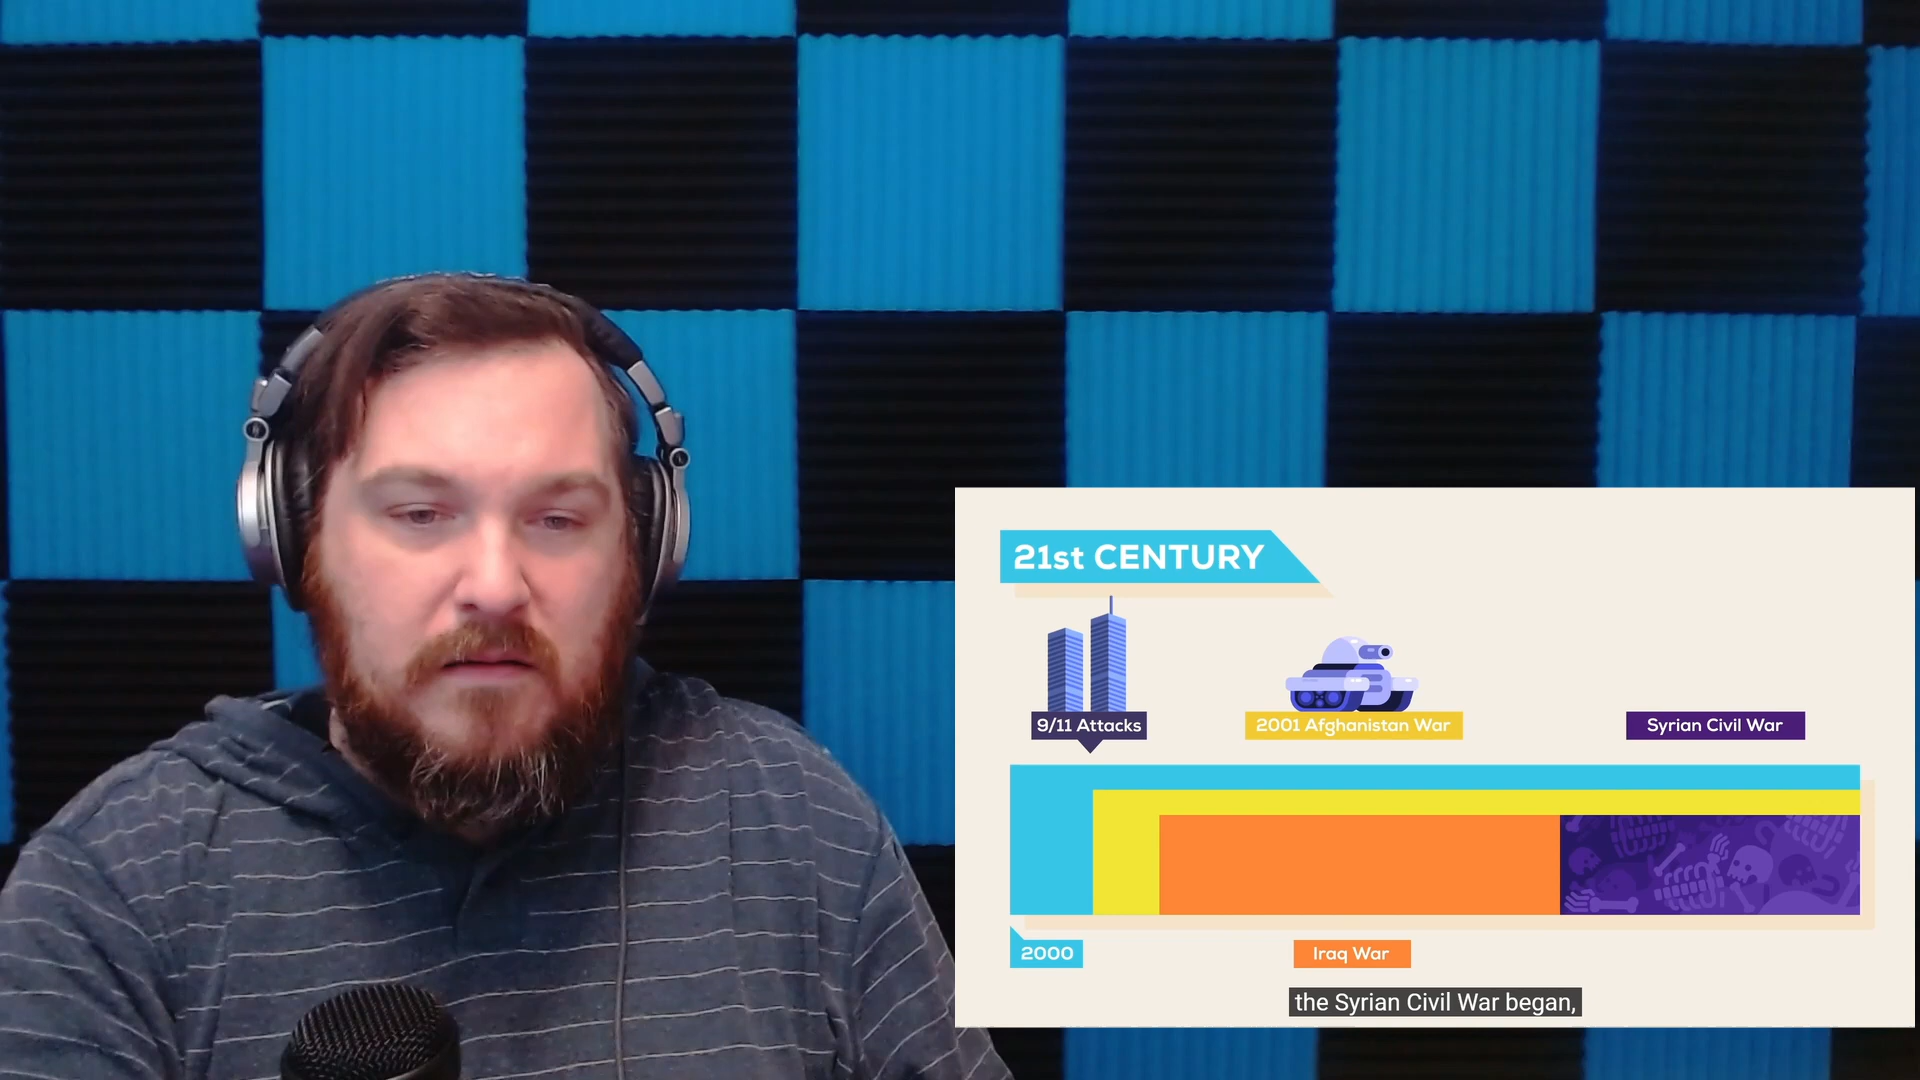 21st CENTURY
9/11 Attacks
2001 Afghanistan War
Syrian Civil War
2000
Iraq War
the Syrian Civil War began,